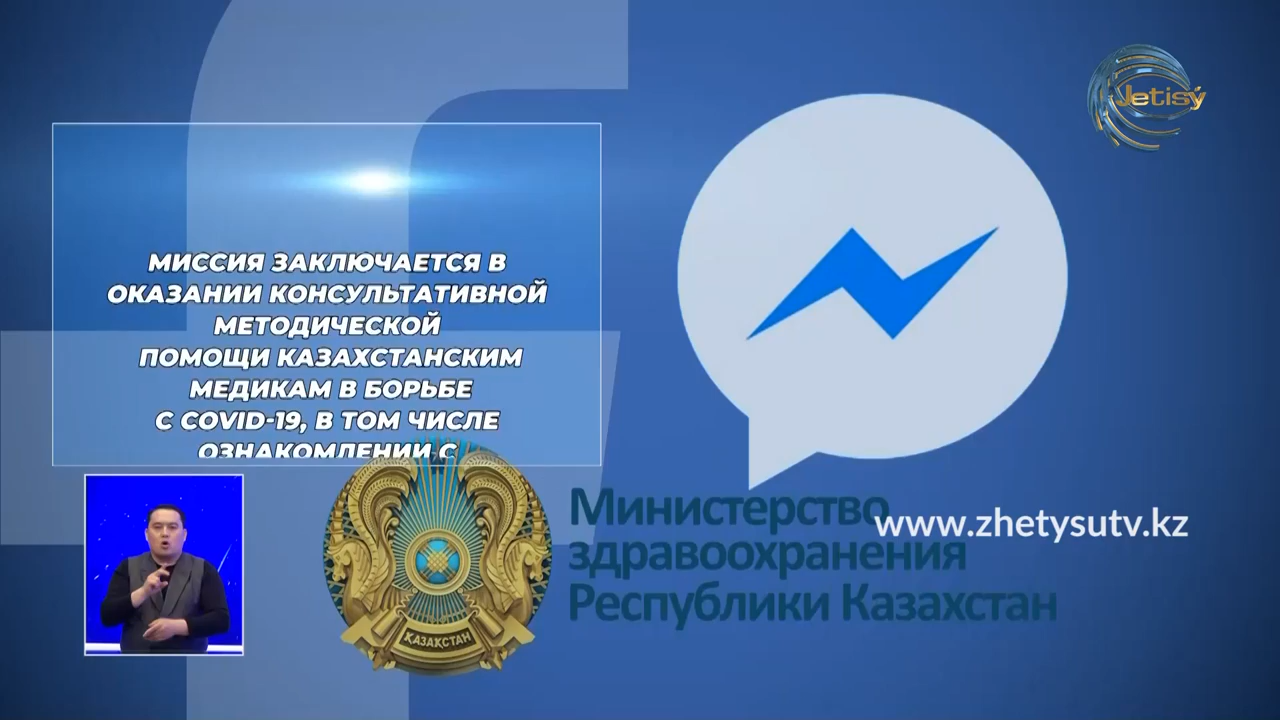 Jetisý
МИССИЯ ЗАКЛЮЧАЕТСЯ В
ОКАЗАНИИ КОНСУЛЬТАТИВНОЙ
МЕТОДИЧЕСКОЙ
ПОМОЩИ КАЗАХСТАНСКИМ
МЕДИКАМ В БОРЬБЕ
С COVID-19, В ТОМ ЧИСЛЕ
ОЗНАКОМЛЕНИИ С
Министерство
www.zhetysutv.kz
здравоохранения
Республики Казахстан
ҚАЗАҚСТАН